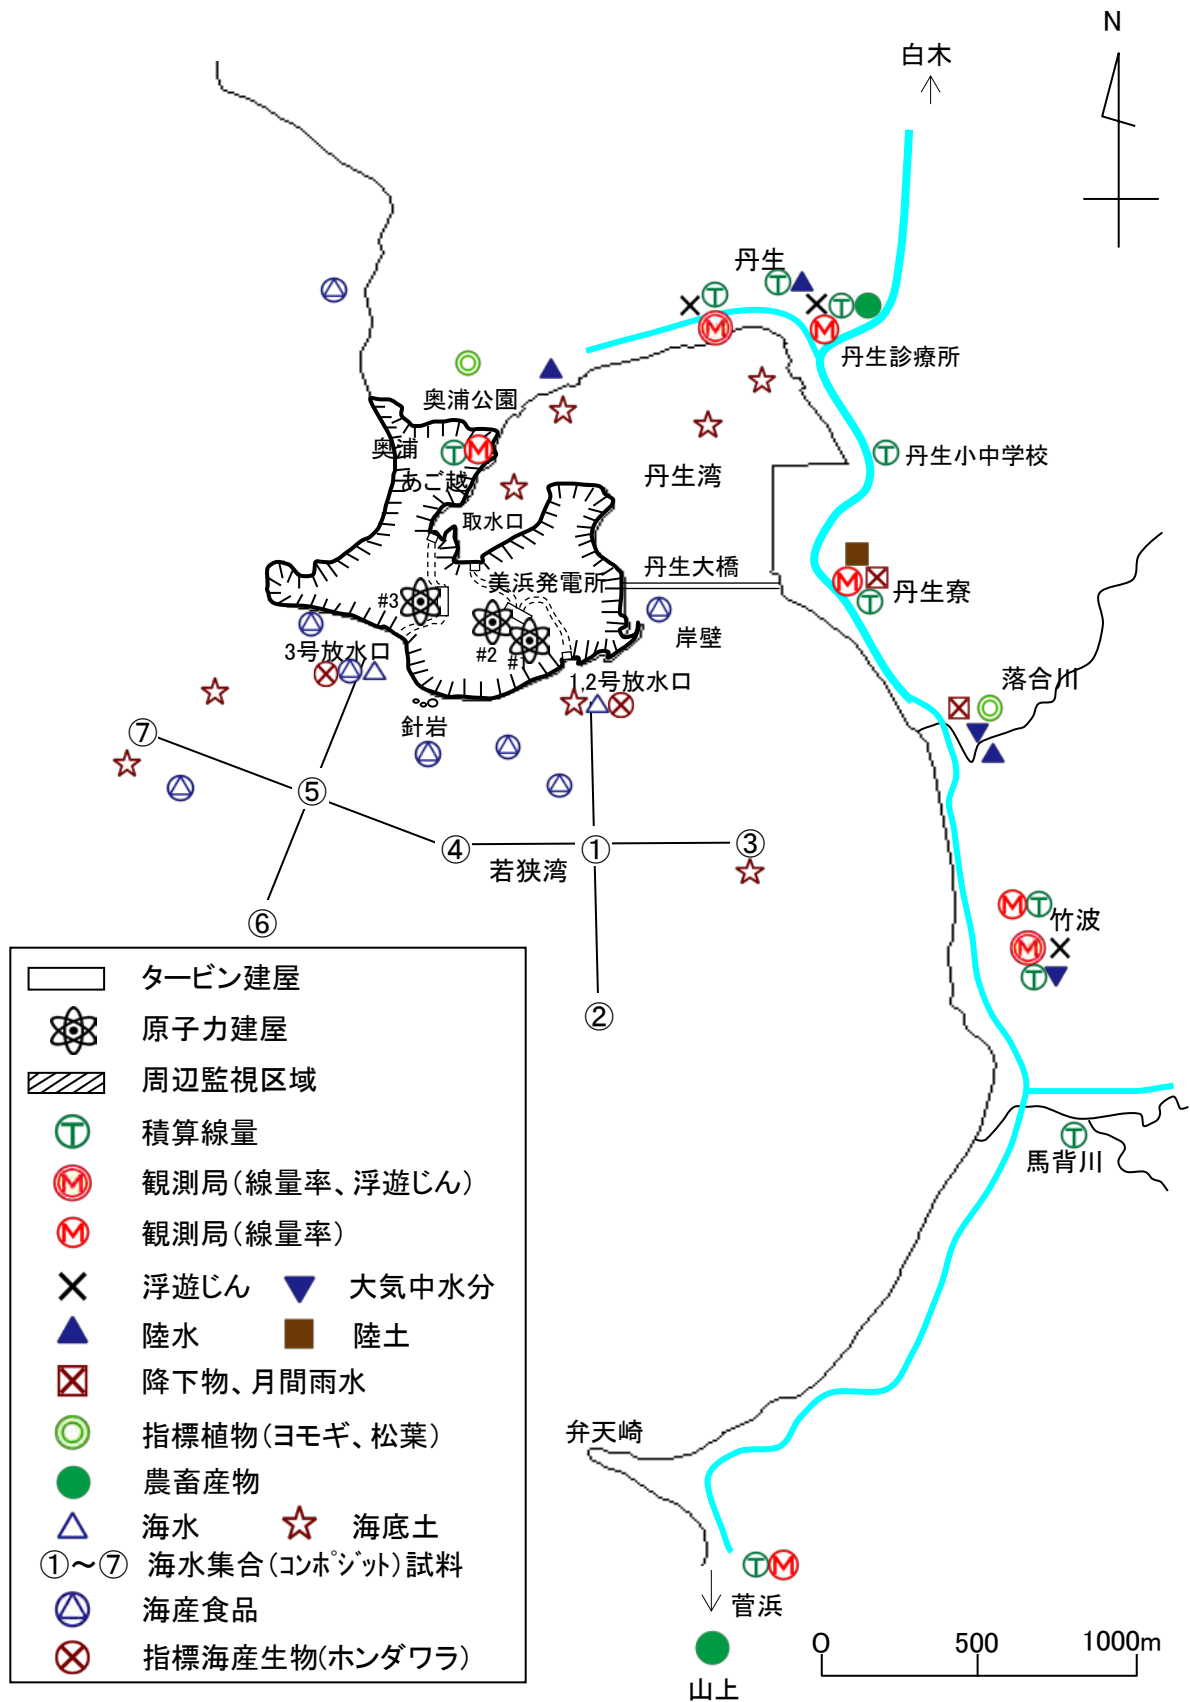 N
白木
丹生
丹生診療所
奥浦公園
奥浦
あご越
丹生湾
丹生小中学校
取水口
美浜発電所
丹生大橋
丹生寮
#3
#2
#1
岸壁
3号放水口
1,2号放水口
落合川
針岩
⑦
⑤
④
①
③
若狭湾
⑥
②
竹波
馬背川
タービン建屋
原子力建屋
周辺監視区域
積算線量
観測局(線量率、浮遊じん)
観測局(線量率)
浮遊じん 大気中水分
陸水 陸土
降下物、月間雨水
指標植物(ヨモギ、松葉)
農畜産物
海水 海底土
①～⑦ 海水集合(コンポジット)試料
海産食品
指標海産生物(ホンダワラ)
弁天崎
菅浜
山上
0 500 1000m